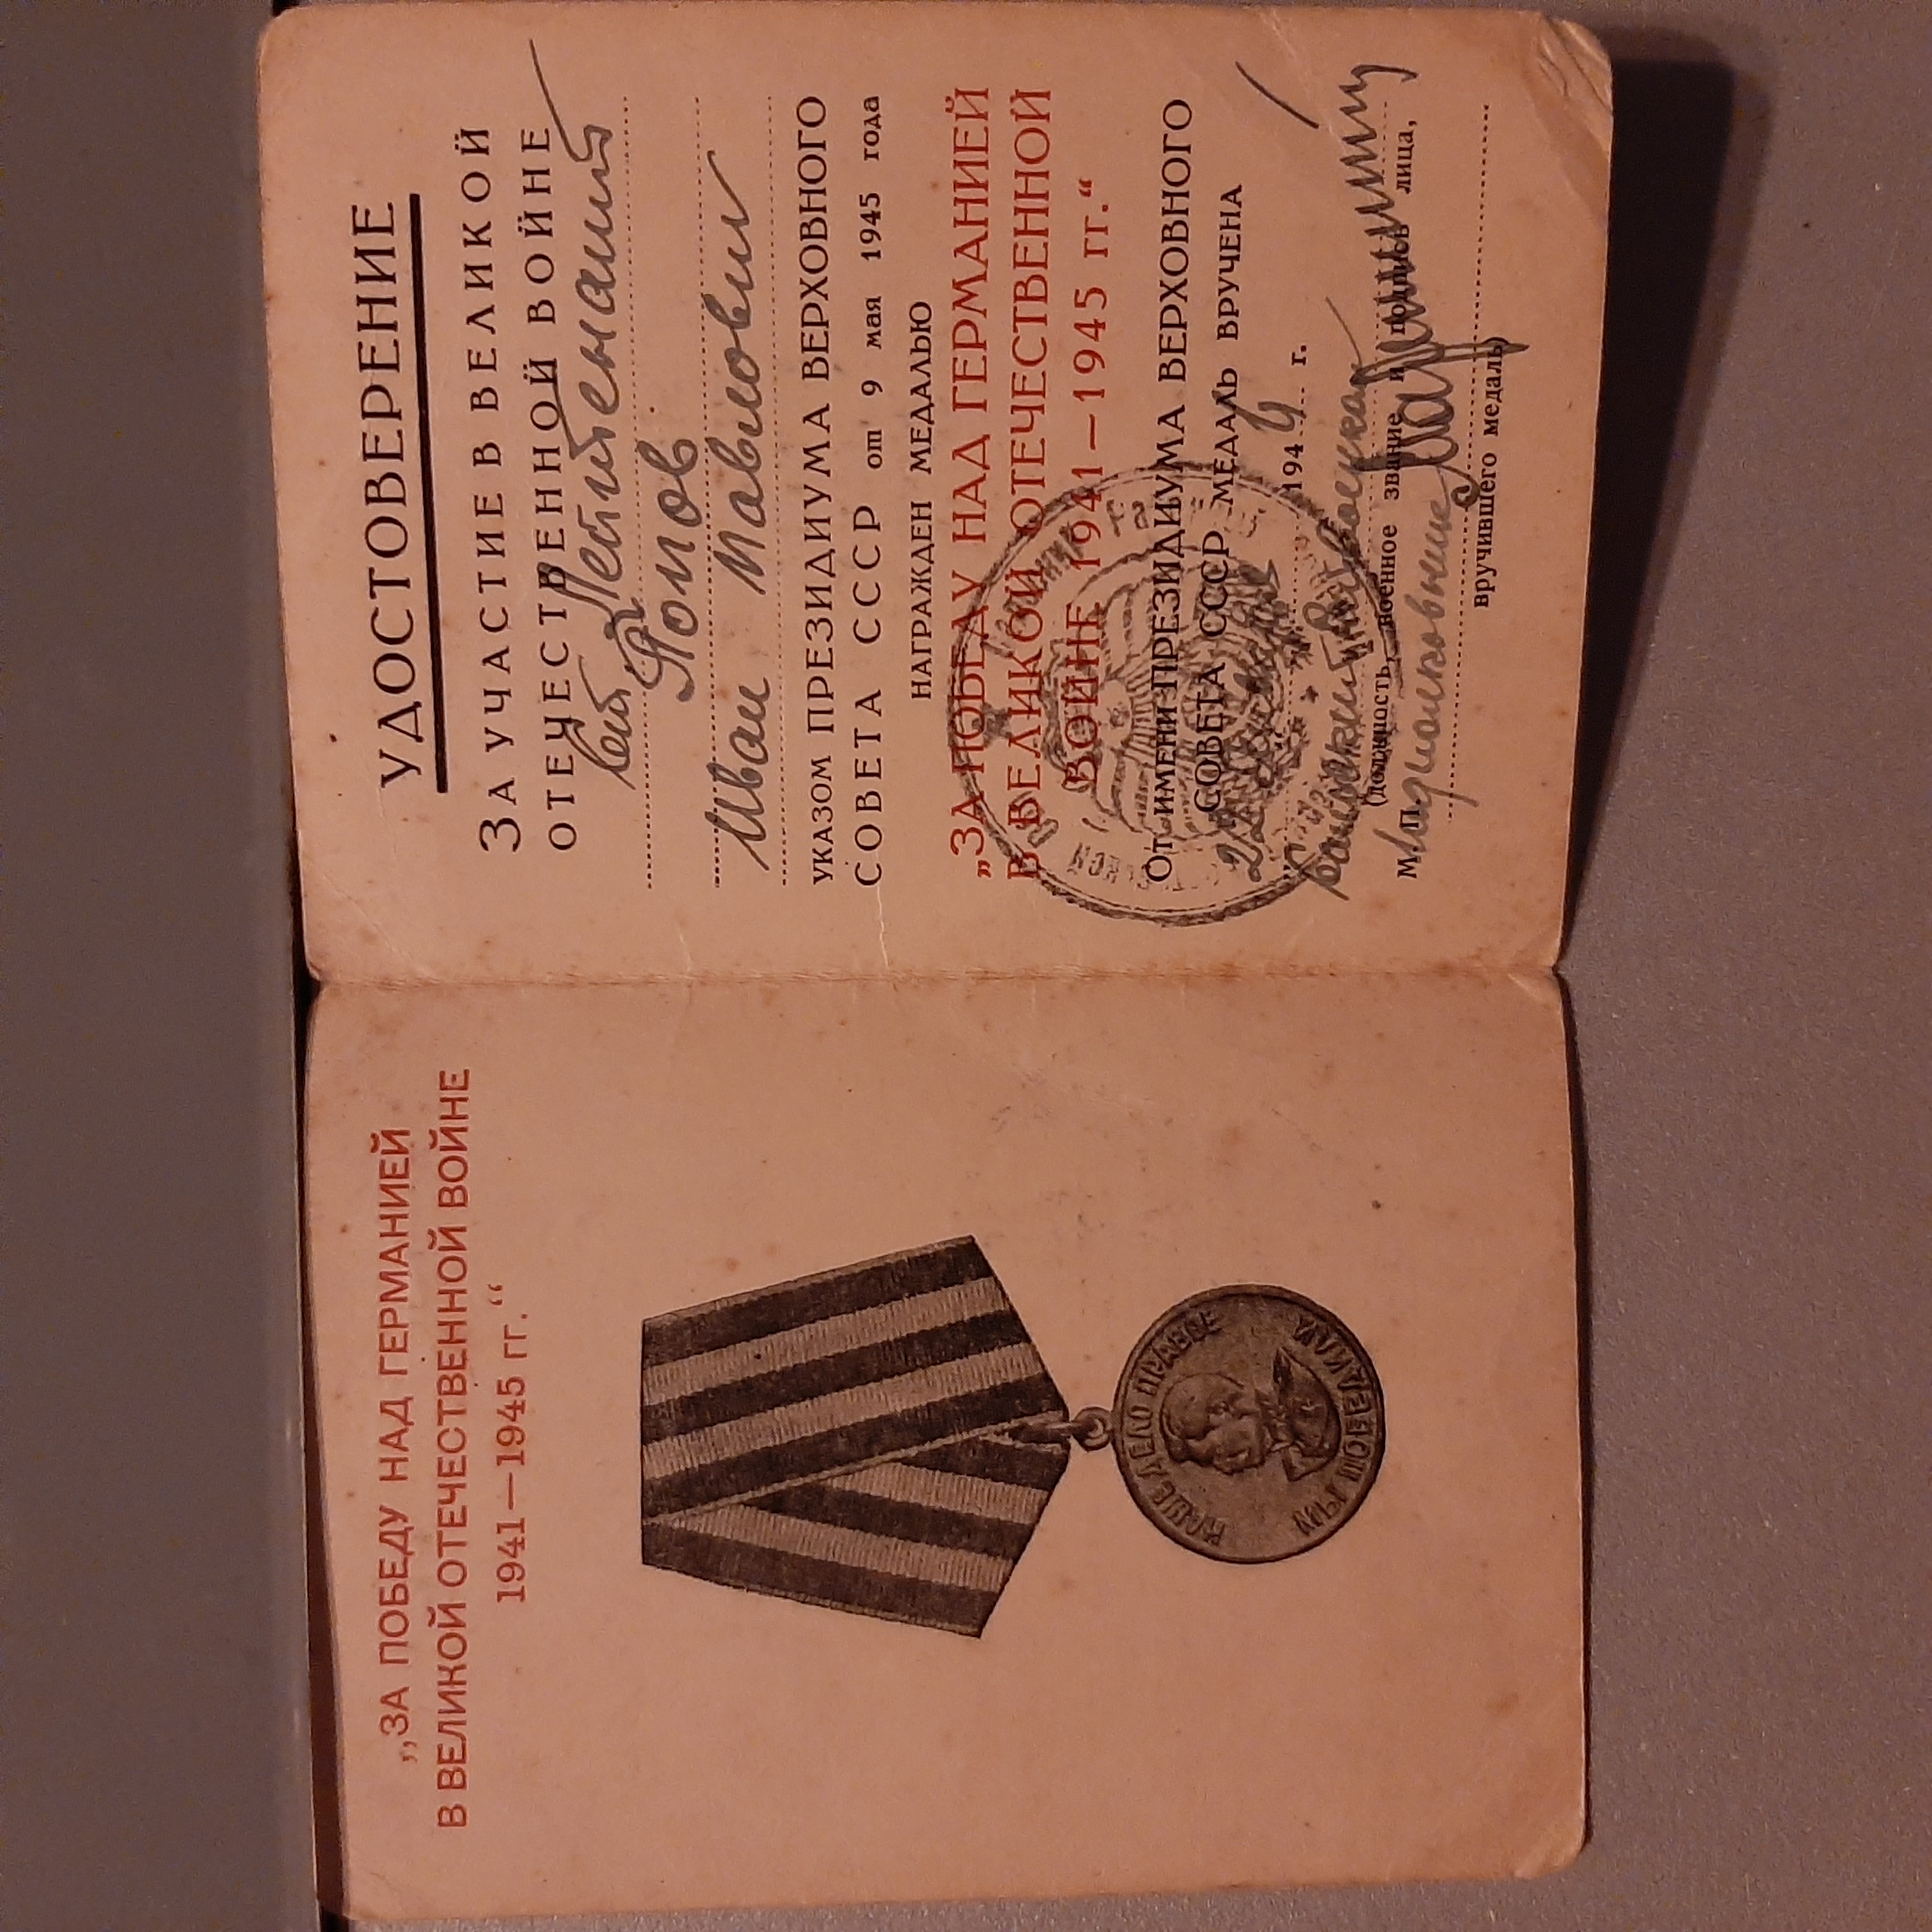 „ЗА ПОБЕДУ НАД ГЕРМАНИЕЙ
В ВЕЛИКОЙ ОТЕЧЕСТВЕННОЙ ВОЙНЕ
1941—1945 гг.“
НАШЕ ДЕЛО ПРАВОЕ
МЫ ПОБЕДИЛИ
УДОСТОВЕРЕНИЕ
ЗА УЧАСТИЕ В ВЕЛИКОЙ
ОТЕЧЕСТВЕННОЙ ВОЙНЕ
лейтенант
Попов
Иван Павлович
УКАЗОМ ПРЕЗИДИУМА ВЕРХОВНОГО
СОВЕТА СССР от 9 мая 1945 года
НАГРАЖДЕН МЕДАЛЬЮ
„ЗА ПОБЕДУ НАД ГЕРМАНИЕЙ
В ВЕЛИКОЙ ОТЕЧЕСТВЕННОЙ
ВОЙНЕ 1941—1945 гг.“
От ИМЕНИ ПРЕЗИДИУМА ВЕРХОВНОГО
СОВЕТА СССР МЕДАЛЬ ВРУЧЕНА
194 г.
М. П.
(должность, военное звание и подпись лица,
Подполковник
вручившего медаль)